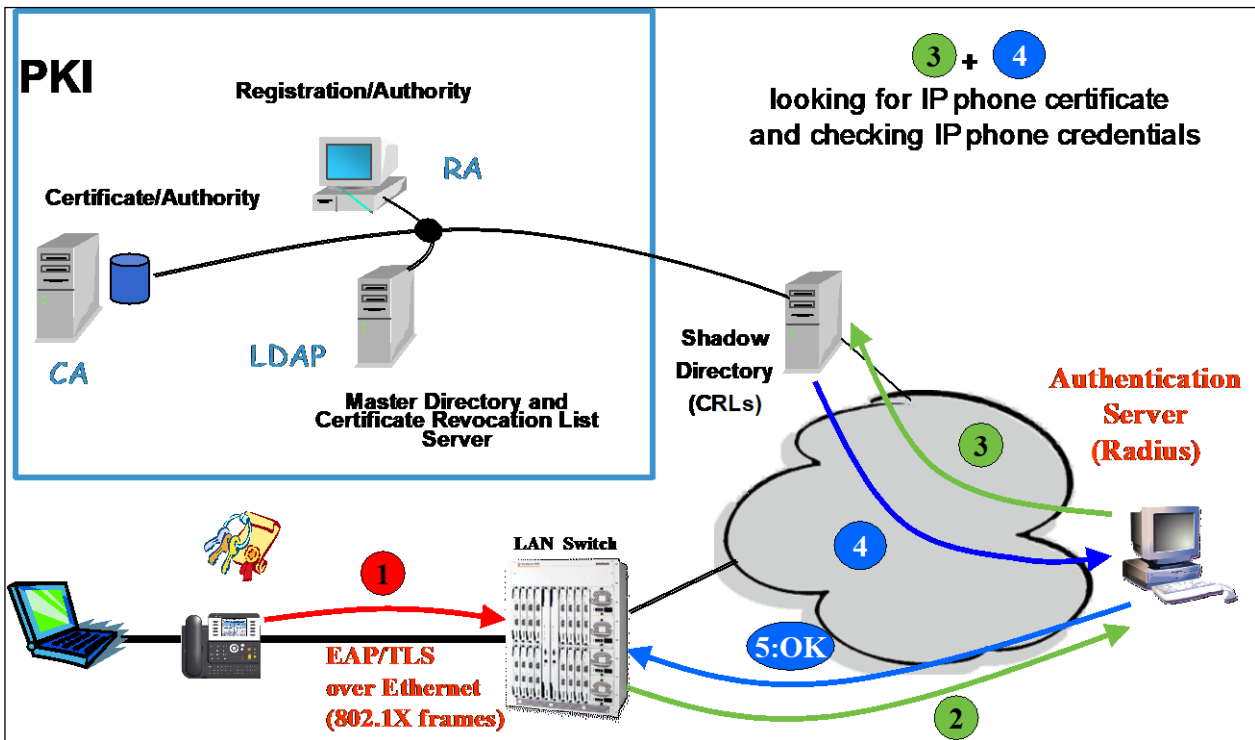 PKI
Registration/Authority
RA
Certificate/Authority
CA
LDAP
Master Directory and
Certificate Revocation List
Server
3 + 4
looking for IP phone certificate
and checking IP phone credentials
Shadow
Directory
(CRLs)
Authentication
Server
(Radius)
3
4
LAN Switch
1
EAP/TLS
over Ethernet
(802.1X frames)
5:OK
2